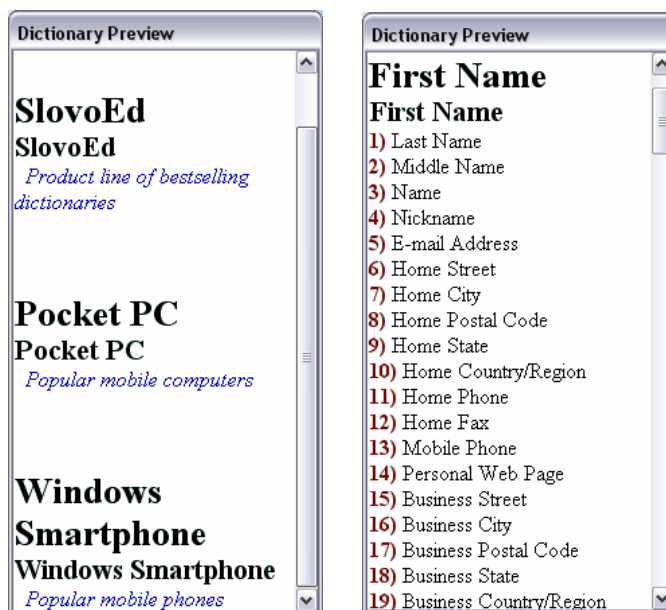 Dictionary Preview
SlovoEd
SlovoEd
Product line of bestselling
dictionaries
Pocket PC
Pocket PC
Popular mobile computers
Windows
Smartphone
Windows Smartphone
Popular mobile phones
Dictionary Preview
First Name
First Name
1) Last Name
2) Middle Name
3) Name
4) Nickname
5) E-mail Address
6) Home Street
7) Home City
8) Home Postal Code
9) Home State
10) Home Country/Region
11) Home Phone
12) Home Fax
13) Mobile Phone
14) Personal Web Page
15) Business Street
16) Business City
17) Business Postal Code
18) Business State
19) Business Country/Region